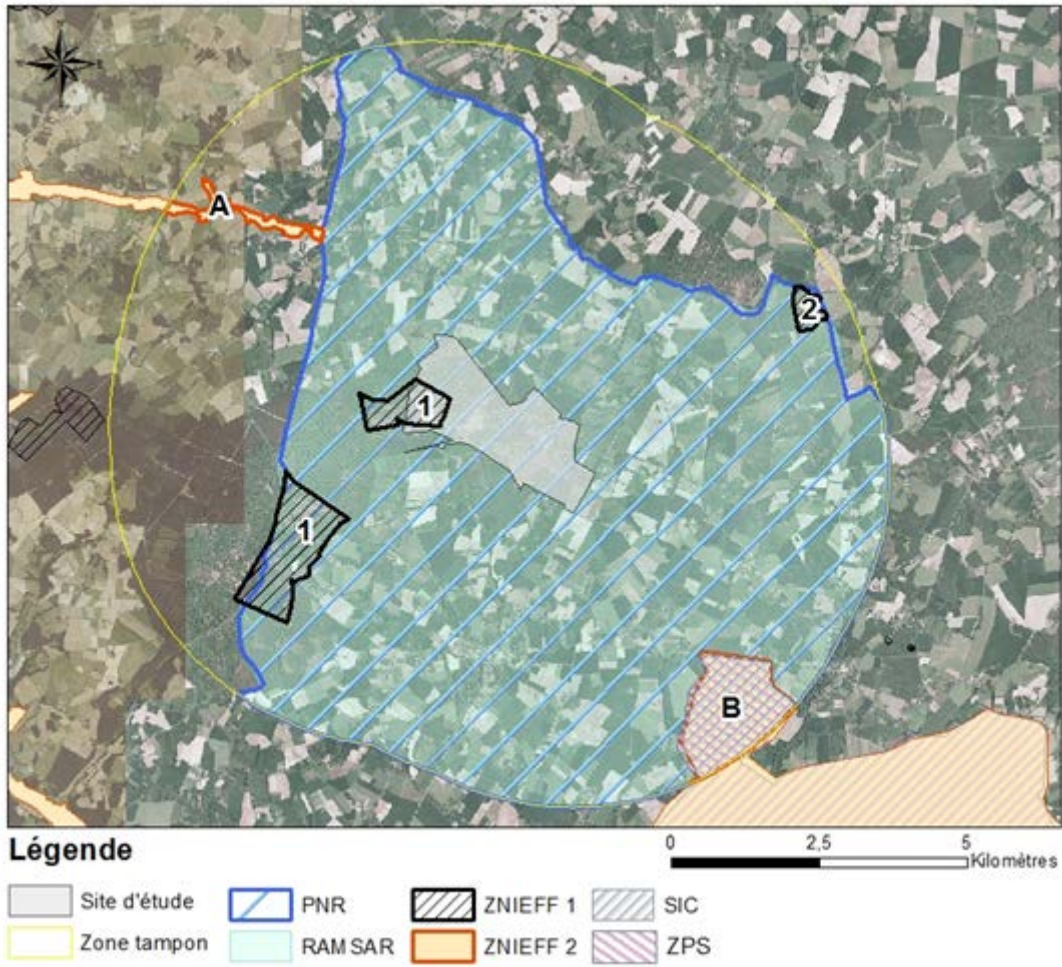 A
2
1
1
B
Légende
0 2,5 5
Kilomètres
Site d'étude PNR ZNIEFF 1 SIC
Zone tampon RAMSAR ZNIEFF 2 ZPS